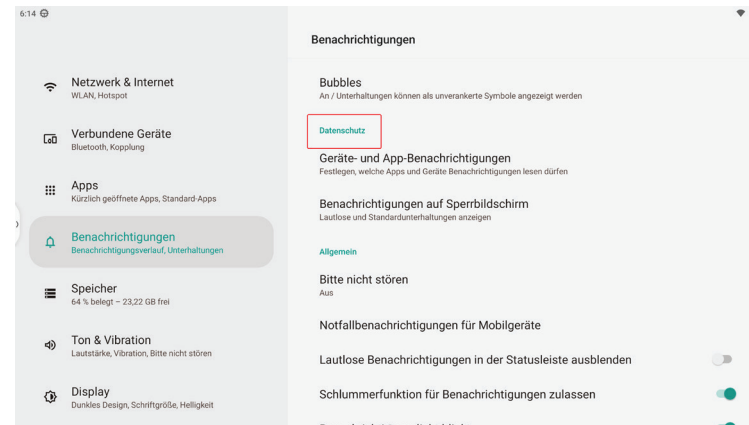 6:14
Benachrichtigungen
Netzwerk & Internet
WLAN, Hotspot
Verbundene Geräte
Bluetooth, Kopplung
Apps
Kürzlich geöffnete Apps, Standard-Apps
Benachrichtigungen
Benachrichtigungsverlauf, Unterhaltungen
Speicher
64 % belegt – 23,22 GB frei
Ton & Vibration
Lautstärke, Vibration, Bitte nicht stören
Display
Dunkles Design, Schriftgröße, Helligkeit
Bubbles
An / Unterhaltungen können als unverankerte Symbole angezeigt werden
Datenschutz
Geräte- und App-Benachrichtigungen
Festlegen, welche Apps und Geräte Benachrichtigungen lesen dürfen
Benachrichtigungen auf Sperrbildschirm
Lautlose und Standardunterhaltungen anzeigen
Allgemein
Bitte nicht stören
Aus
Notfallbenachrichtigungen für Mobilgeräte
Lautlose Benachrichtigungen in der Statusleiste ausblenden
Schlummerfunktion für Benachrichtigungen zulassen